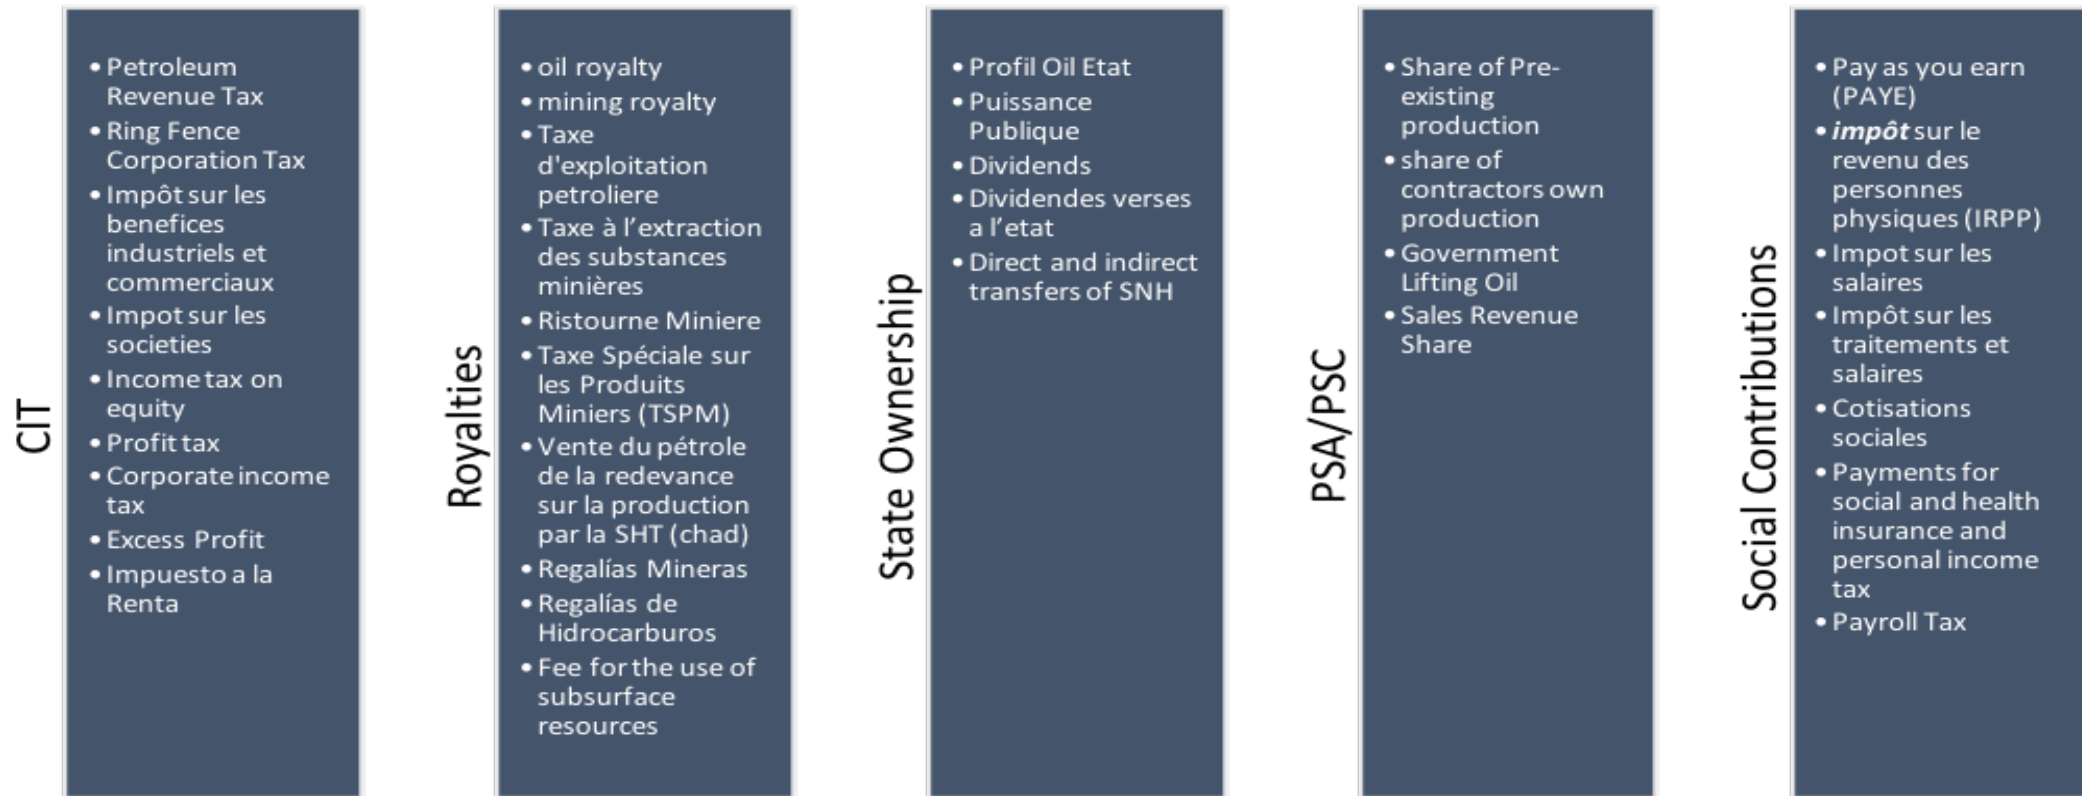 CIT
• Petroleum
Revenue Tax
• Ring Fence
Corporation Tax
• Impôt sur les
benefices
industriels et
commerciaux
• Impot sur les
societies
• Income tax on
equity
• Profit tax
• Corporate income
tax
• Excess Profit
• Impuesto a la
Renta
Royalties
• oil royalty
• mining royalty
• Taxe
d'exploitation
petroliere
• Taxe à l’extraction
des substances
minières
• Ristourne Miniere
• Taxe Spéciale sur
les Produits
Miniers (TSPM)
• Vente du pétrole
de la redevance
sur la production
par la SHT (chad)
• Regalías Mineras
• Regalías de
Hidrocarburos
• Fee for the use of
subsurface
resources
State Ownership
• Profil Oil Etat
• Puissance
Publique
• Dividends
• Dividendes verses
a l’etat
• Direct and indirect
transfers of SNH
PSA/PSC
• Share of Pre-
existing
production
• share of
contractors own
production
• Government
Lifting Oil
• Sales Revenue
Share
Social Contributions
• Pay as you earn
(PAYE)
• impôt sur le
revenu des
personnes
physiques (IRPP)
• Impot sur les
salaires
• Impôt sur les
traitements et
salaires
• Cotisations
sociales
• Payments for
social and health
insurance and
personal income
tax
• Payroll Tax